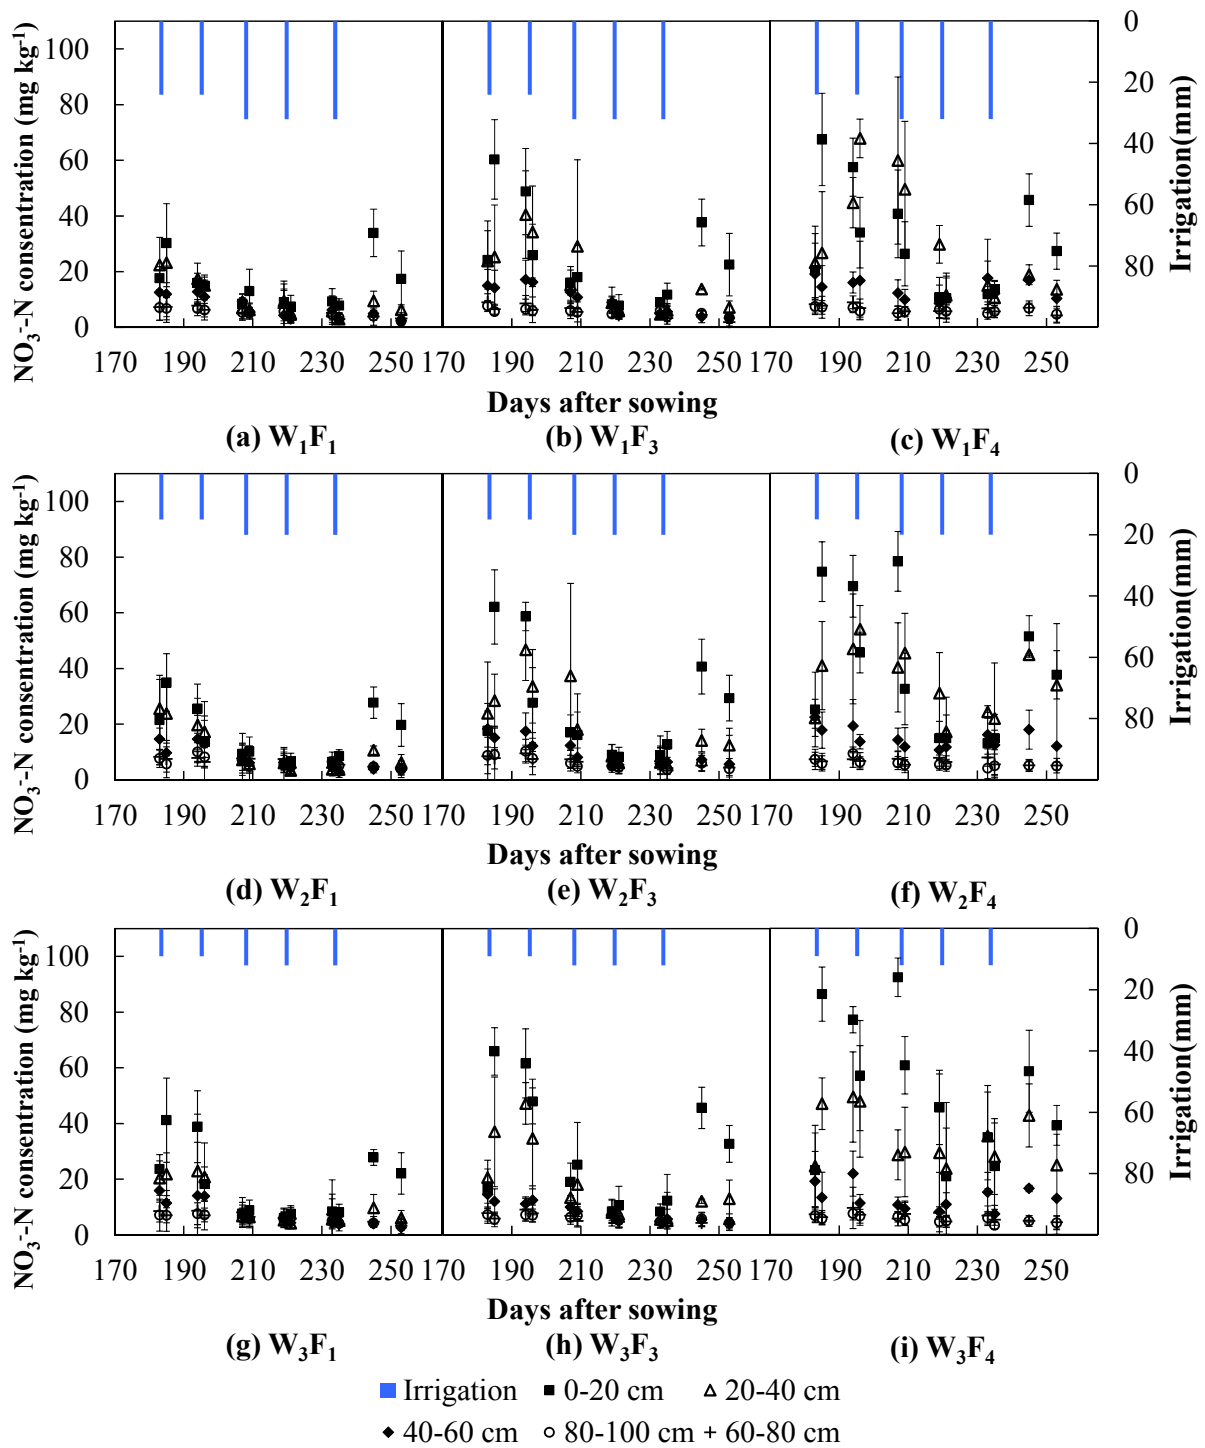 NO₃⁻-N consentration (mg kg⁻¹)
100
80
60
40
20
0
0
20
40
60
80
Irrigation(mm)
170 190 210 230 250 170 190 210 230 250 190 210 230 250
Days after sowing
(a) W₁F₁ (b) W₁F₃ (c) W₁F₄
NO₃⁻-N consentration (mg kg⁻¹)
100
80
60
40
20
0
0
20
40
60
80
Irrigation(mm)
170 190 210 230 250 170 190 210 230 250 190 210 230 250
Days after sowing
(d) W₂F₁ (e) W₂F₃ (f) W₂F₄
NO₃⁻-N consentration (mg kg⁻¹)
100
80
60
40
20
0
0
20
40
60
80
Irrigation(mm)
170 190 210 230 250 170 190 210 230 250 190 210 230 250
Days after sowing
(g) W₃F₁ (h) W₃F₃ (i) W₃F₄
Irrigation 0-20 cm 20-40 cm
40-60 cm 80-100 cm 60-80 cm